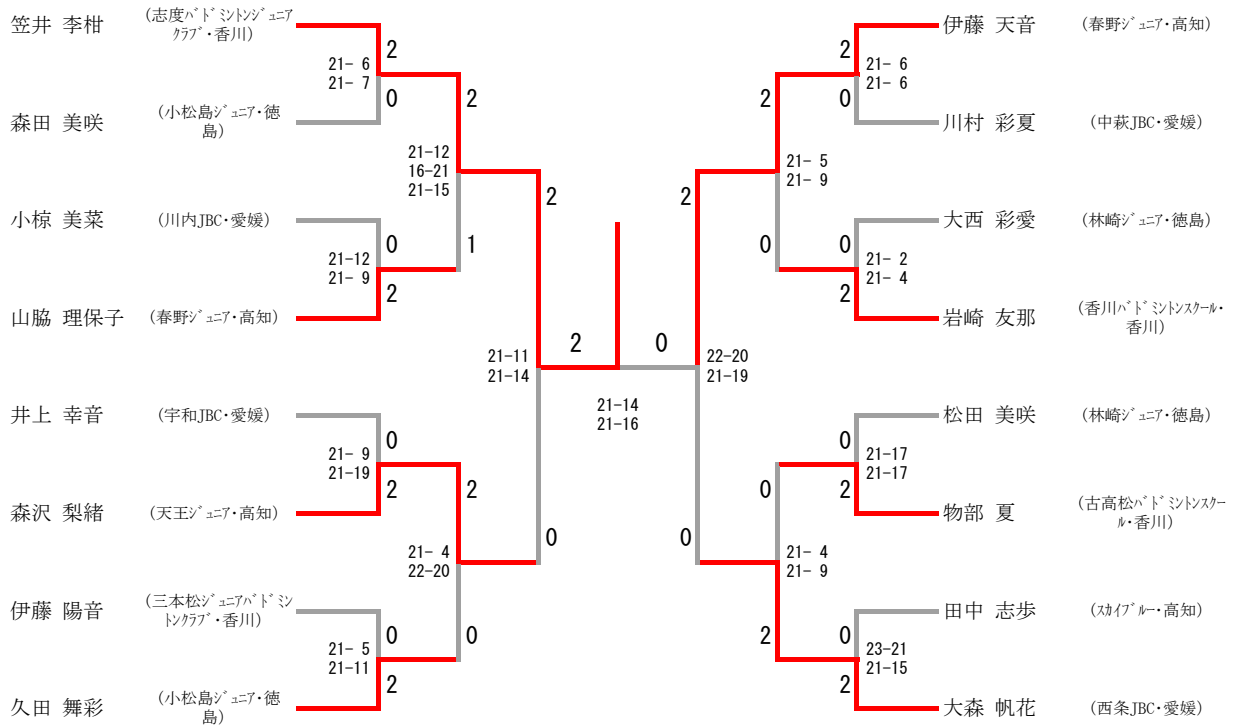 笠井 李柑
(志度ﾊﾞﾄﾞﾐﾝﾄﾝｼﾞｭﾆｱ
ｸﾗﾌﾞ・香川)
2
21- 6
21- 7
0
森田 美咲
(小松島ｼﾞｭﾆｱ・徳
島)
2
21-12
16-21
21-15
1
小椋 美菜
(川内JBC・愛媛)
0
21-12
21- 9
2
山脇 理保子
(春野ｼﾞｭﾆｱ・高知)
2
21-11
21-14
0
井上 幸音
(宇和JBC・愛媛)
0
21- 9
21-19
2
森沢 梨緒
(天王ｼﾞｭﾆｱ・高知)
2
21- 4
22-20
0
伊藤 陽音
(三本松ｼﾞｭﾆｱﾊﾞﾄﾞﾐﾝ
ﾄﾝｸﾗﾌﾞ・香川)
0
21- 5
21-11
2
久田 舞彩
(小松島ｼﾞｭﾆｱ・徳
島)
2
0
21-14
21-16
伊藤 天音
(春野ｼﾞｭﾆｱ・高知)
2
21- 6
21- 6
0
川村 彩夏
(中萩JBC・愛媛)
2
21- 5
21- 9
0
大西 彩愛
(林崎ｼﾞｭﾆｱ・徳島)
0
21- 2
21- 4
2
岩崎 友那
(香川ﾊﾞﾄﾞﾐﾝﾄﾝｽｸｰﾙ・
香川)
2
22-20
21-19
0
松田 美咲
(林崎ｼﾞｭﾆｱ・徳島)
0
21-17
21-17
2
物部 夏
(古高松ﾊﾞﾄﾞﾐﾝﾄﾝｽｸｰ
ﾙ・香川)
0
21- 4
21- 9
2
田中 志歩
(ｽｶｲﾌﾞﾙｰ・高知)
0
23-21
21-15
2
大森 帆花
(西条JBC・愛媛)